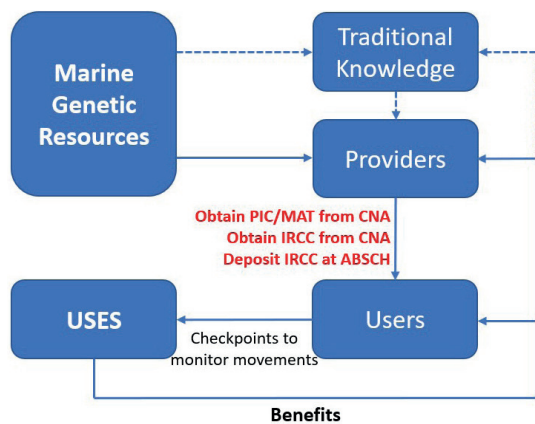 Marine
Genetic
Resources
Traditional
Knowledge
Providers
Obtain PIC/MAT from CNA
Obtain IRCC from CNA
Deposit IRCC at ABSCH
USES
Users
Checkpoints to
monitor movements
Benefits